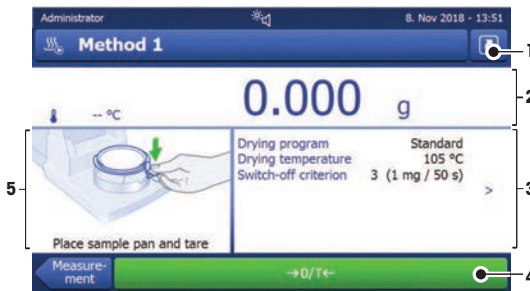 Administrator 8. Nov 2018 - 13:51
Method 1
1
0.000 g
2
-- °C
Drying program Standard
Drying temperature 105 °C
Switch-off criterion 3 (1 mg / 50 s)
>
3
5
Place sample pan and tare
Measure-
ment
→0/T←
4